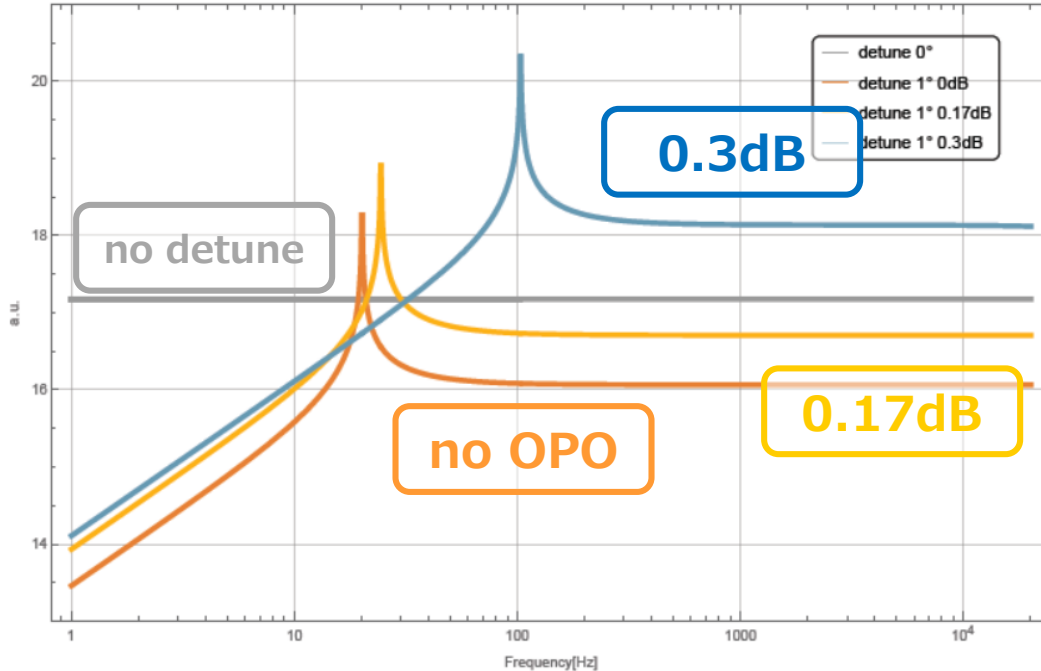 20
18
16
14
a.u.
1
10
100
1000
10⁴
Frequency[Hz]
detune 0°
detune 1° 0dB
detune 1° 0.17dB
detune 1° 0.3dB
0.3dB
no detune
no OPO
0.17dB